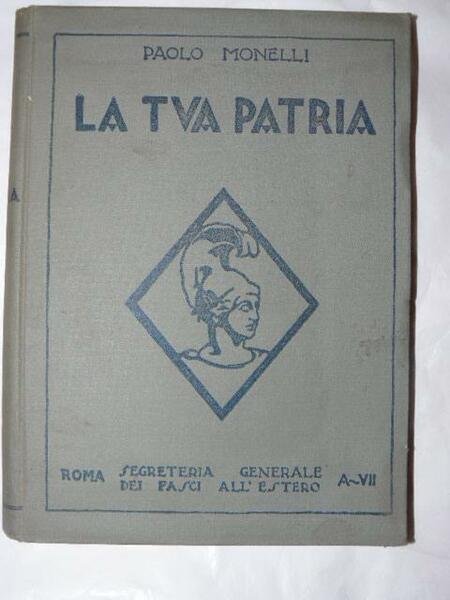 PAOLO MONELLI
LA TVA PATRIA
ROMA SEGRETERIA GENERALE A~VII
DEI FASCI ALL'ESTERO
A